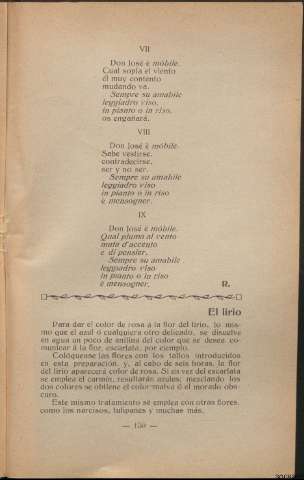 VII
Don José è móbile.
Cual sopla el viento
él muy contento
mudando va.
Sempre su amabile
leggiadro viso,
in pianto o in riso,
os engañará.
VIII
Don José è móbile.
Sabe vestirse,
contradecirse,
ser y no ser.
Sempre su amabile
leggiadro viso
in pianto ò in riso
è mensogner.
IX
Don José è móbile.
Qual piuma al vento
muta d'accento
e di pensier.
Sempre su amabile
leggiadro viso
in pianto o in riso
è mensogner.
R.
El lirio
Para dar el color de rosa a la flor del lirio, lo mis-
mo que el azul o cualquiera otro delicado, se disuelve
en agua un poco de anilina del color que se desee co-
municar á la flor, escarlata, por ejemplo.
Colóquense las flores con los tallos introducidos
en esta preparación, y, al cabo de seis horas, la flor
del lirio aparecerá color de rosa. Si en vez del escarlata
se emplea el carmín, resultarán azules; mezclando los
dos colores se obtiene el color malva ó el morado obs-
curo.
Este mismo tratamiento se emplea con otras flores,
como los narcisos, tulipanes y muchas más.